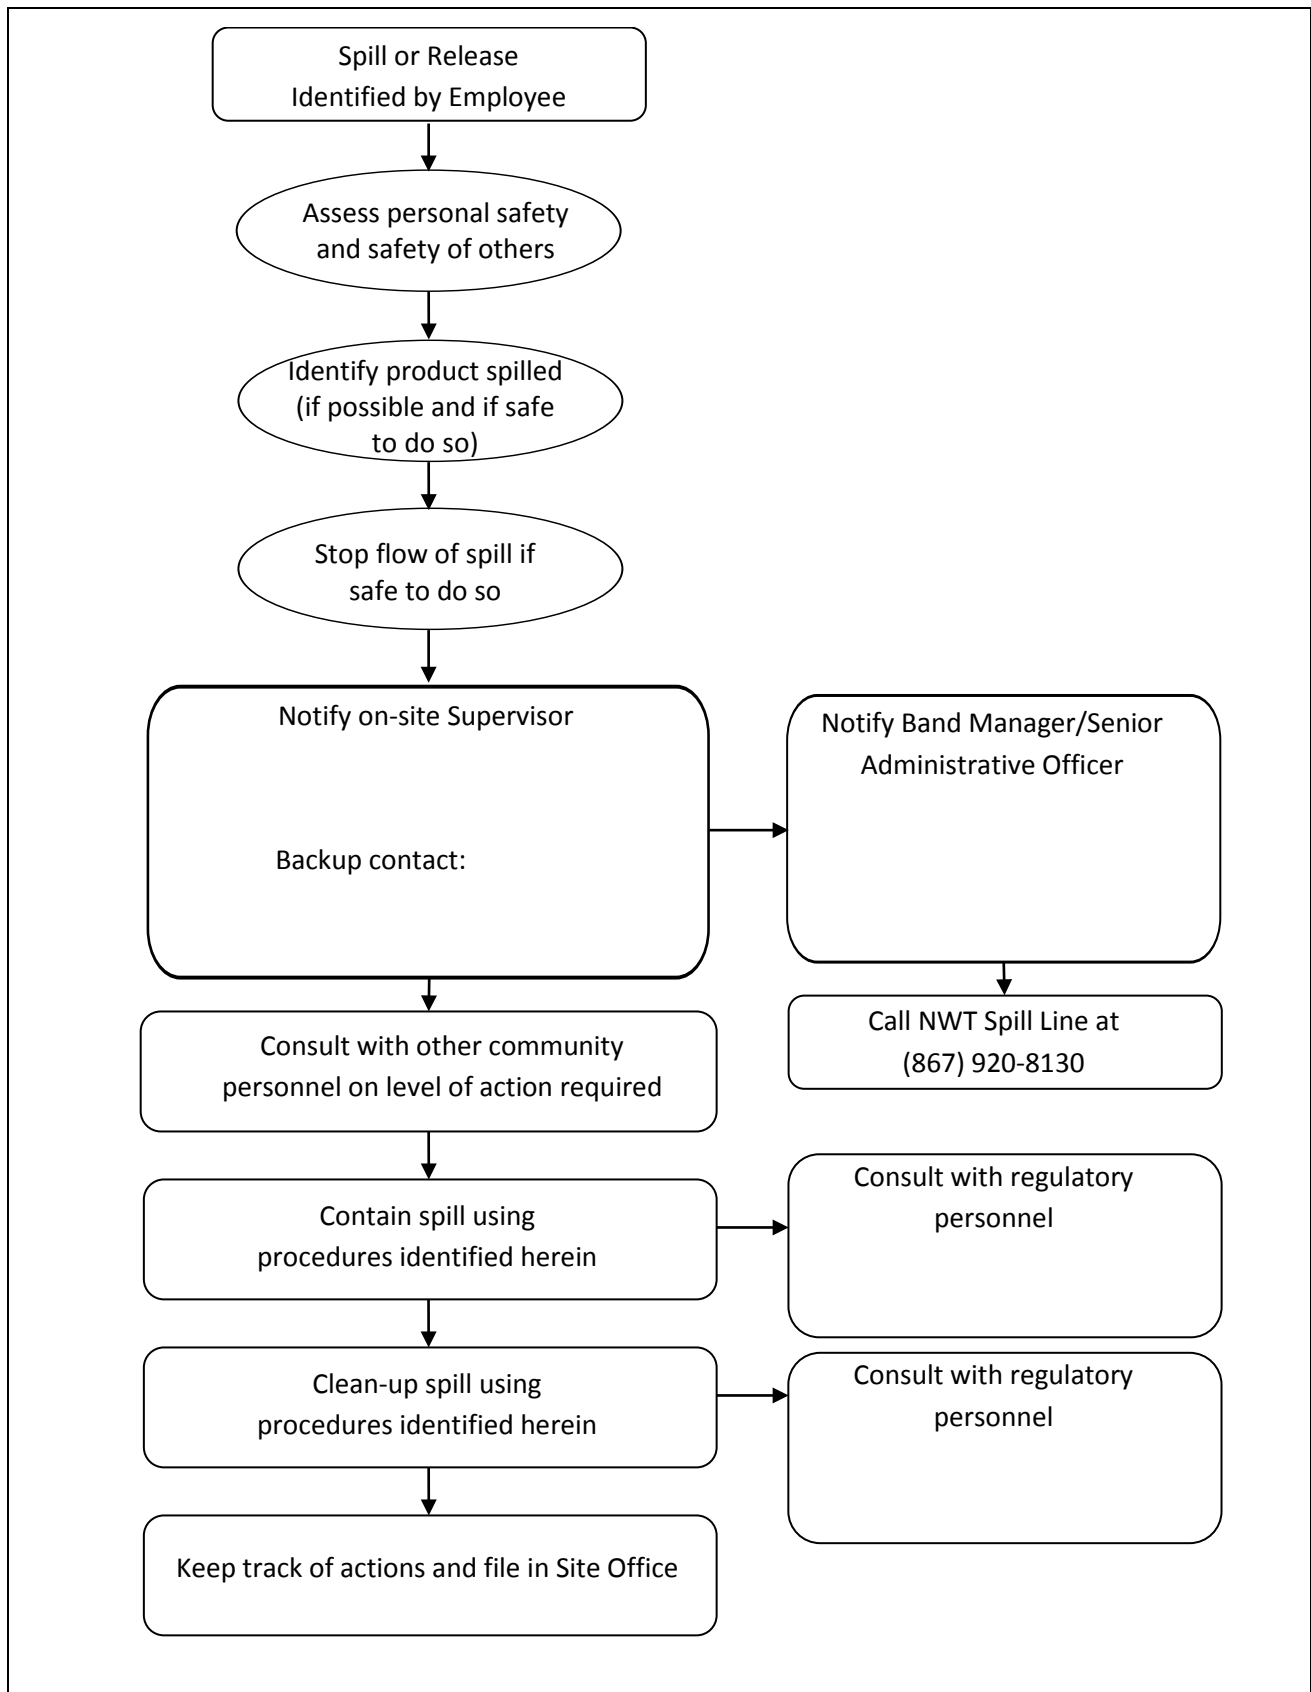 Spill or Release
Identified by Employee
Assess personal safety
and safety of others
Identify product spilled
(if possible and if safe
to do so)
Stop flow of spill if
safe to do so
Notify on-site Supervisor
Backup contact:
Notify Band Manager/Senior
Administrative Officer
Call NWT Spill Line at
(867) 920-8130
Consult with other community
personnel on level of action required
Contain spill using
procedures identified herein
Consult with regulatory
personnel
Clean-up spill using
procedures identified herein
Consult with regulatory
personnel
Keep track of actions and file in Site Office